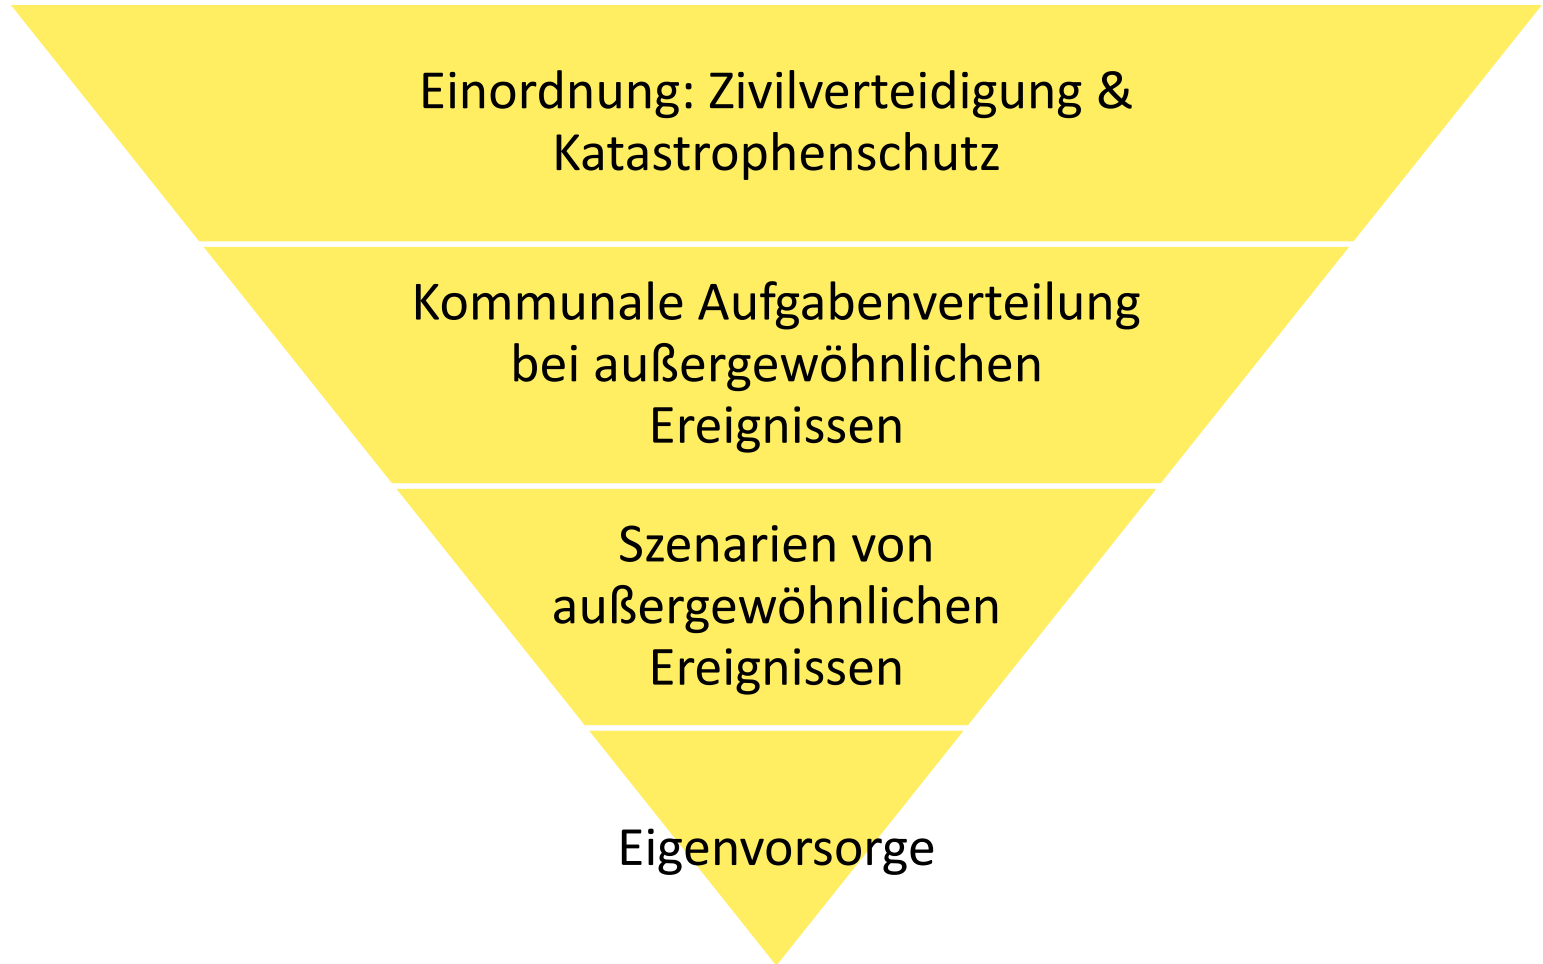 Einordnung: Zivilverteidigung &
Katastrophenschutz
Kommunale Aufgabenverteilung
bei außergewöhnlichen
Ereignissen
Szenarien von
außergewöhnlichen
Ereignissen
Eigenvorsorge